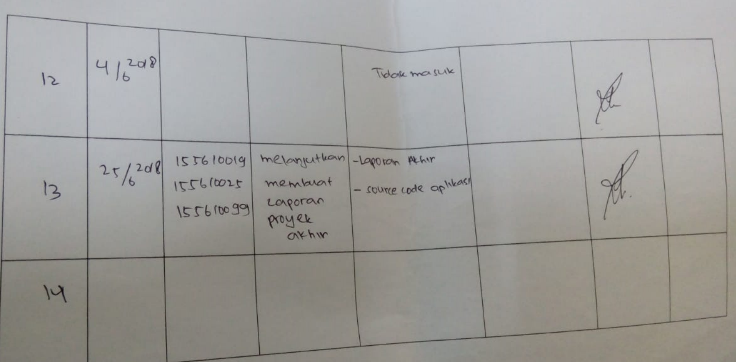 12
4/6 2018
Tidak masuk
13
25/6 2018
155610019
155610025
155610099
melanjutkan
membuat
Laporan
proyek
akhir
- Laporan Akhir
- source code aplikasi
14